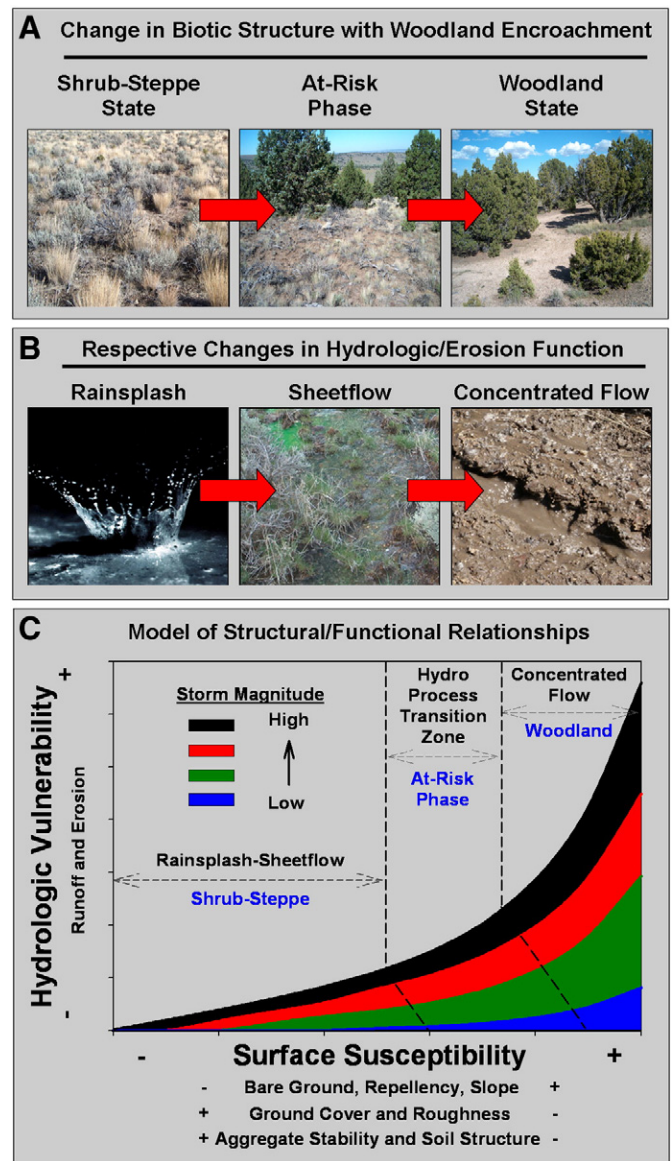 A Change in Biotic Structure with Woodland Encroachment
Shrub-Steppe
State
At-Risk
Phase
Woodland
State
B Respective Changes in Hydrologic/Erosion Function
Rainsplash
Sheetflow
Concentrated Flow
C Model of Structural/Functional Relationships
Hydrologic Vulnerability
Runoff and Erosion
+
-
Storm Magnitude
High
Low
Rainsplash-Sheetflow
Shrub-Steppe
Hydro
Process
Transition
Zone
At-Risk
Phase
Concentrated
Flow
Woodland
- Surface Susceptibility +
- Bare Ground, Repellency, Slope +
+ Ground Cover and Roughness -
+ Aggregate Stability and Soil Structure -